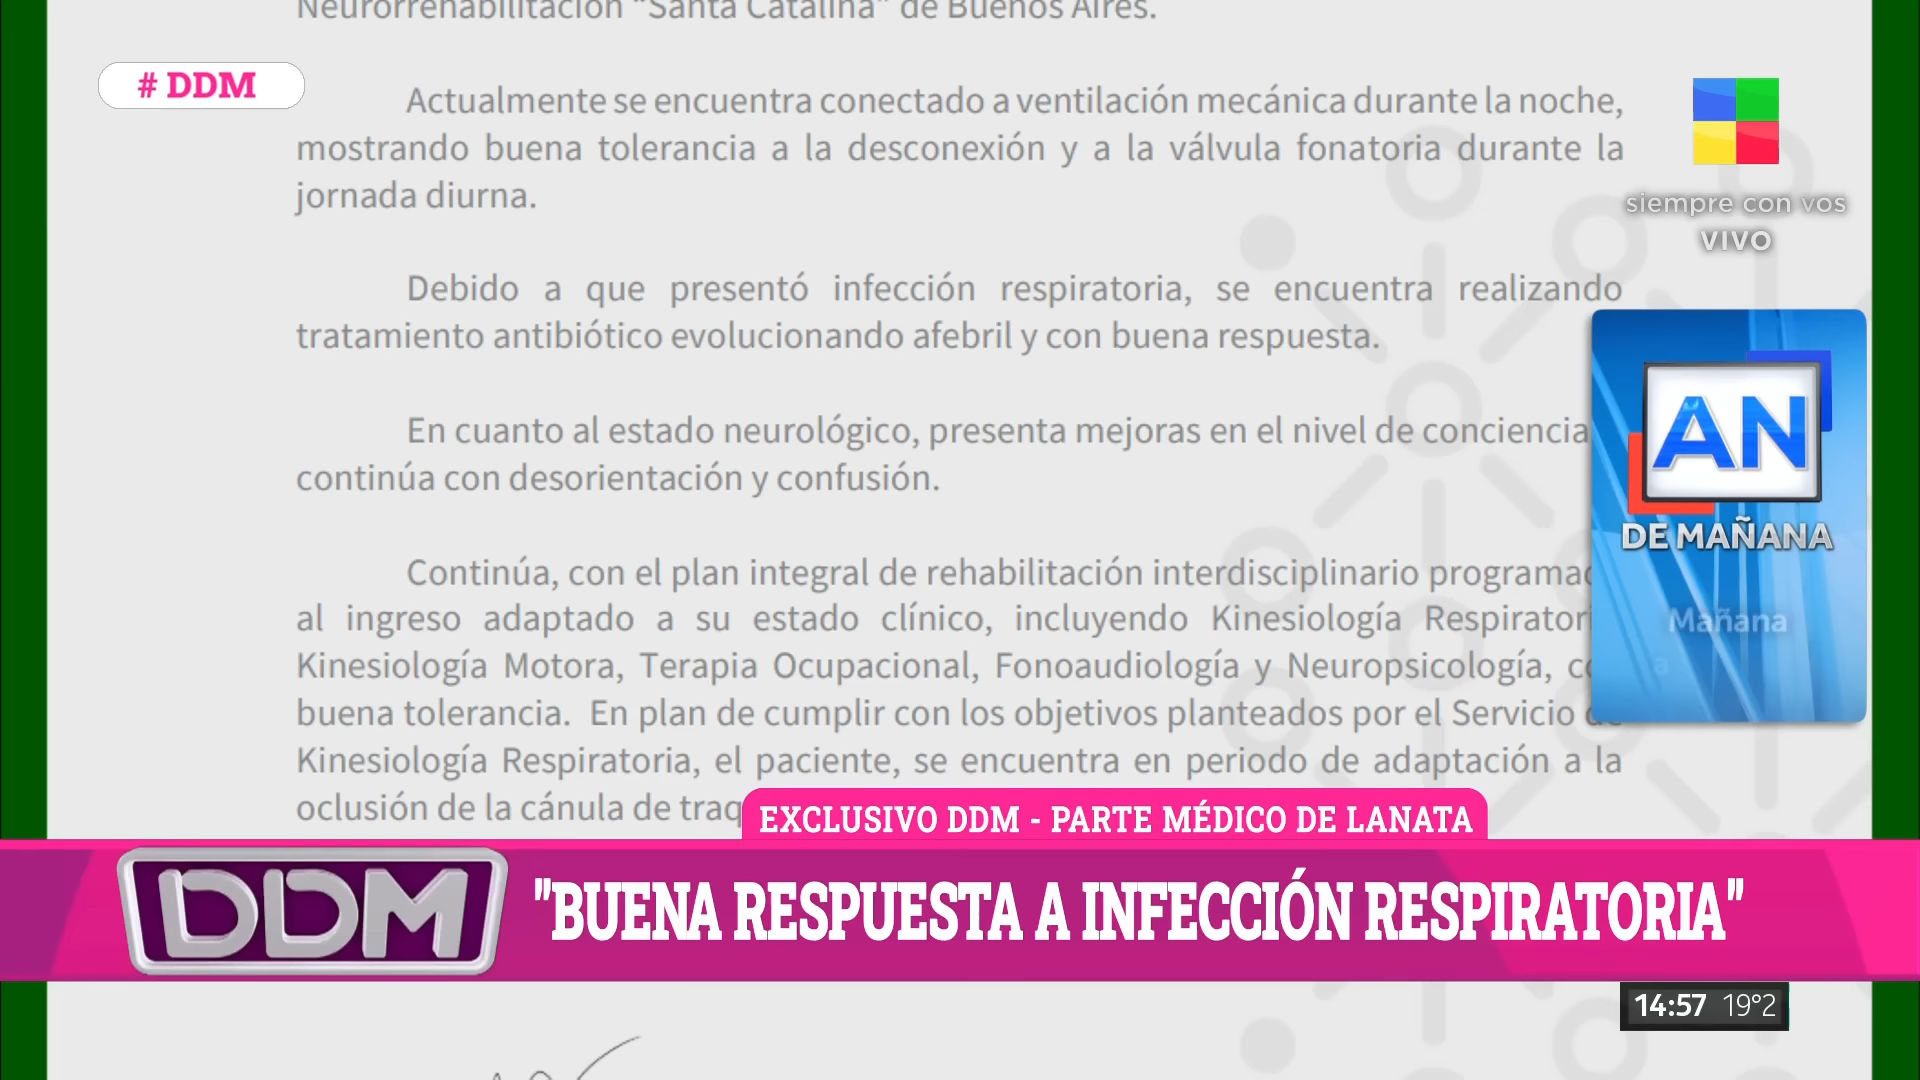 Neurorrehabilitación "Santa Catalina" de Buenos Aires.
# DDM
Actualmente se encuentra conectado a ventilación mecánica durante la noche,
mostrando buena tolerancia a la desconexión y a la válvula fonatoria durante la
jornada diurna.
siempre con vos
VIVO
Debido a que presentó infección respiratoria, se encuentra realizando
tratamiento antibiótico evolucionando afebril y con buena respuesta.
En cuanto al estado neurológico, presenta mejoras en el nivel de conciencia
continúa con desorientación y confusión.
AN
DE MAÑANA
Mañana
Continúa, con el plan integral de rehabilitación interdisciplinario programad
al ingreso adaptado a su estado clínico, incluyendo Kinesiología Respiratori
Kinesiología Motora, Terapia Ocupacional, Fonoaudiología y Neuropsicología, co
buena tolerancia. En plan de cumplir con los objetivos planteados por el Servicio de
Kinesiología Respiratoria, el paciente, se encuentra en periodo de adaptación a la
oclusión de la cánula de traq
EXCLUSIVO DDM - PARTE MÉDICO DE LANATA
DDM
"BUENA RESPUESTA A INFECCIÓN RESPIRATORIA"
14:57 19°2